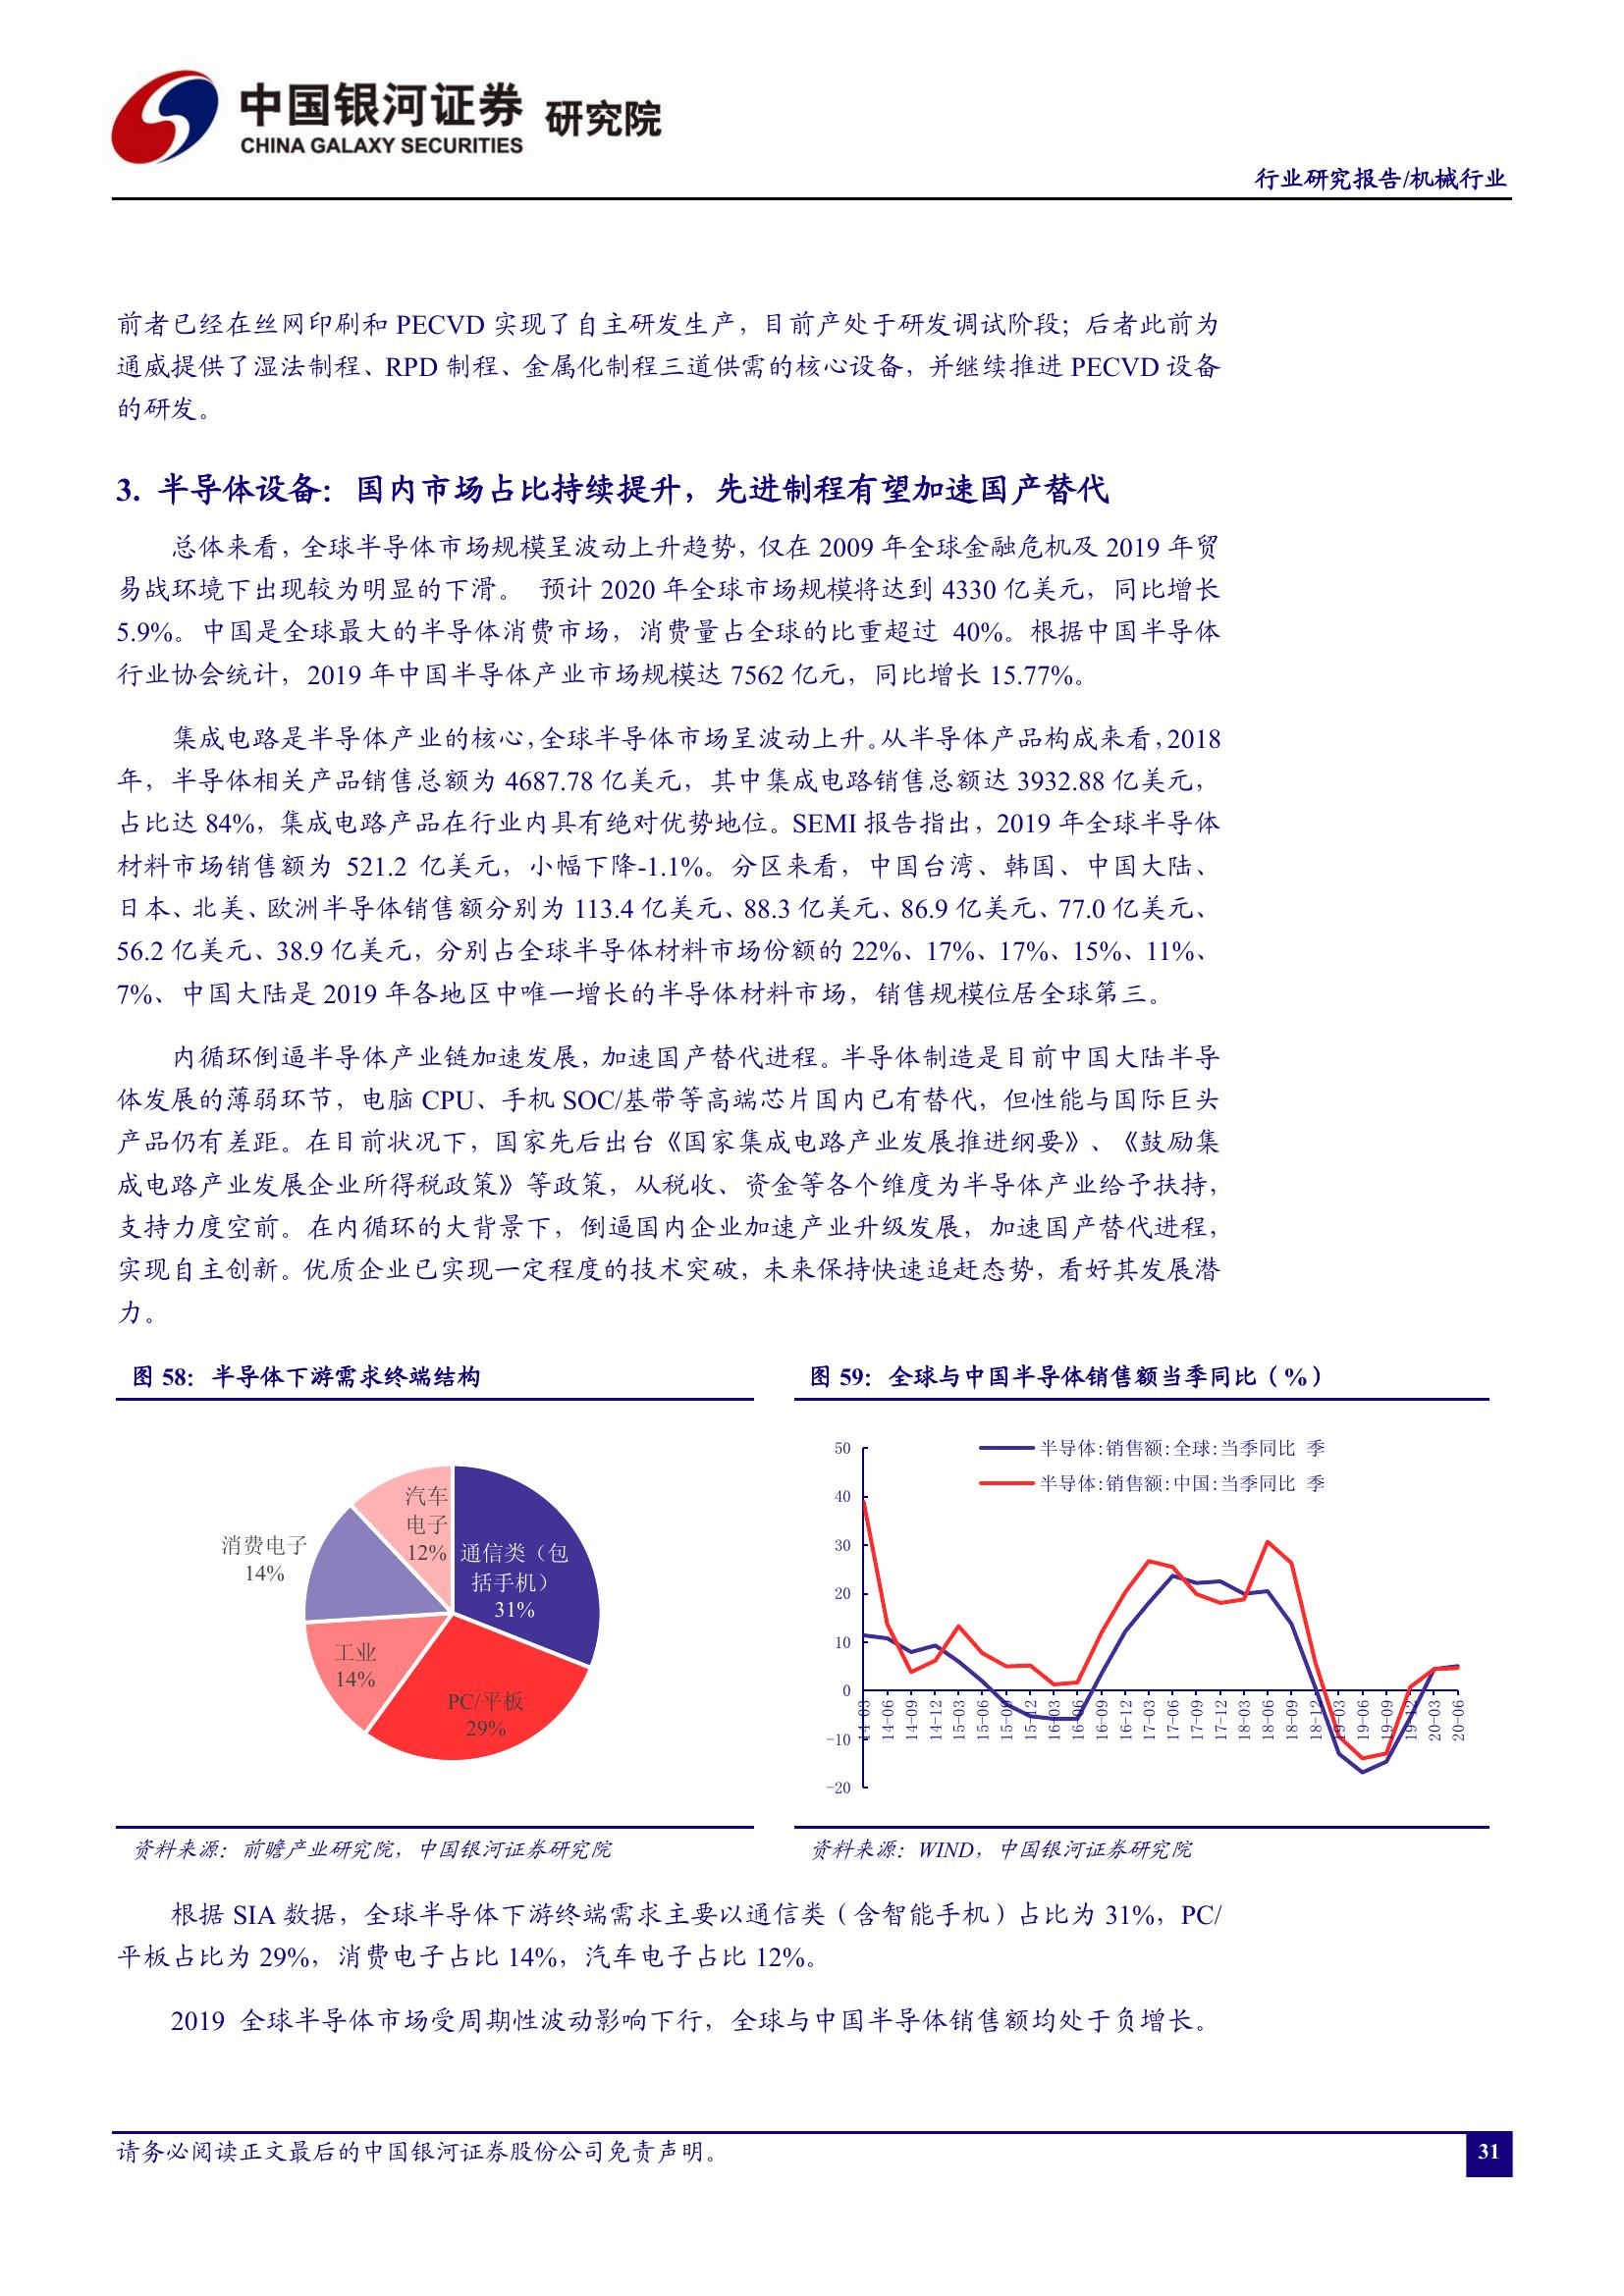 中国银河证券 研究院
CHINA GALAXY SECURITIES
行业研究报告/机械行业
前者已经在丝网印刷和 PECVD 实现了自主研发生产，目前产处于研发调试阶段；后者此前为
通威提供了湿法制程、RPD 制程、金属化制程三道供需的核心设备，并继续推进 PECVD 设备
的研发。
3. 半导体设备：国内市场占比持续提升，先进制程有望加速国产替代
总体来看，全球半导体市场规模呈波动上升趋势，仅在 2009 年全球金融危机及 2019 年贸
易战环境下出现较为明显的下滑。 预计 2020 年全球市场规模将达到 4330 亿美元，同比增长
5.9%。中国是全球最大的半导体消费市场，消费量占全球的比重超过 40%。根据中国半导体
行业协会统计，2019 年中国半导体产业市场规模达 7562 亿元，同比增长 15.77%。
集成电路是半导体产业的核心，全球半导体市场呈波动上升。从半导体产品构成来看，2018
年，半导体相关产品销售总额为 4687.78 亿美元，其中集成电路销售总额达 3932.88 亿美元，
占比达 84%，集成电路产品在行业内具有绝对优势地位。SEMI 报告指出，2019 年全球半导体
材料市场销售额为 521.2 亿美元，小幅下降-1.1%。分区来看，中国台湾、韩国、中国大陆、
日本、北美、欧洲半导体销售额分别为 113.4 亿美元、88.3 亿美元、86.9 亿美元、77.0 亿美元、
56.2 亿美元、38.9 亿美元，分别占全球半导体材料市场份额的 22%、17%、17%、15%、11%、
7%、中国大陆是 2019 年各地区中唯一增长的半导体材料市场，销售规模位居全球第三。
内循环倒逼半导体产业链加速发展，加速国产替代进程。半导体制造是目前中国大陆半导
体发展的薄弱环节，电脑 CPU、手机 SOC/基带等高端芯片国内已有替代，但性能与国际巨头
产品仍有差距。在目前状况下，国家先后出台《国家集成电路产业发展推进纲要》、《鼓励集
成电路产业发展企业所得税政策》等政策，从税收、资金等各个维度为半导体产业给予扶持，
支持力度空前。在内循环的大背景下，倒逼国内企业加速产业升级发展，加速国产替代进程，
实现自主创新。优质企业已实现一定程度的技术突破，未来保持快速追赶态势，看好其发展潜
力。
图 58：半导体下游需求终端结构
汽车
电子
12%
消费电子
14%
通信类（包
括手机）
31%
工业
14%
PC/平板
29%
资料来源：前瞻产业研究院，中国银河证券研究院
图 59：全球与中国半导体销售额当季同比（%）
半导体:销售额:全球:当季同比 季
半导体:销售额:中国:当季同比 季
50
40
30
20
10
0
-10
-20
14-03
14-06
14-09
14-12
15-03
15-06
15-09
15-12
16-03
16-06
16-09
16-12
17-03
17-06
17-09
17-12
18-03
18-06
18-09
18-12
19-03
19-06
19-09
19-12
20-03
20-06
资料来源：WIND，中国银河证券研究院
根据 SIA 数据，全球半导体下游终端需求主要以通信类（含智能手机）占比为 31%，PC/
平板占比为 29%，消费电子占比 14%，汽车电子占比 12%。
2019 全球半导体市场受周期性波动影响下行，全球与中国半导体销售额均处于负增长。
请务必阅读正文最后的中国银河证券股份公司免责声明。
31